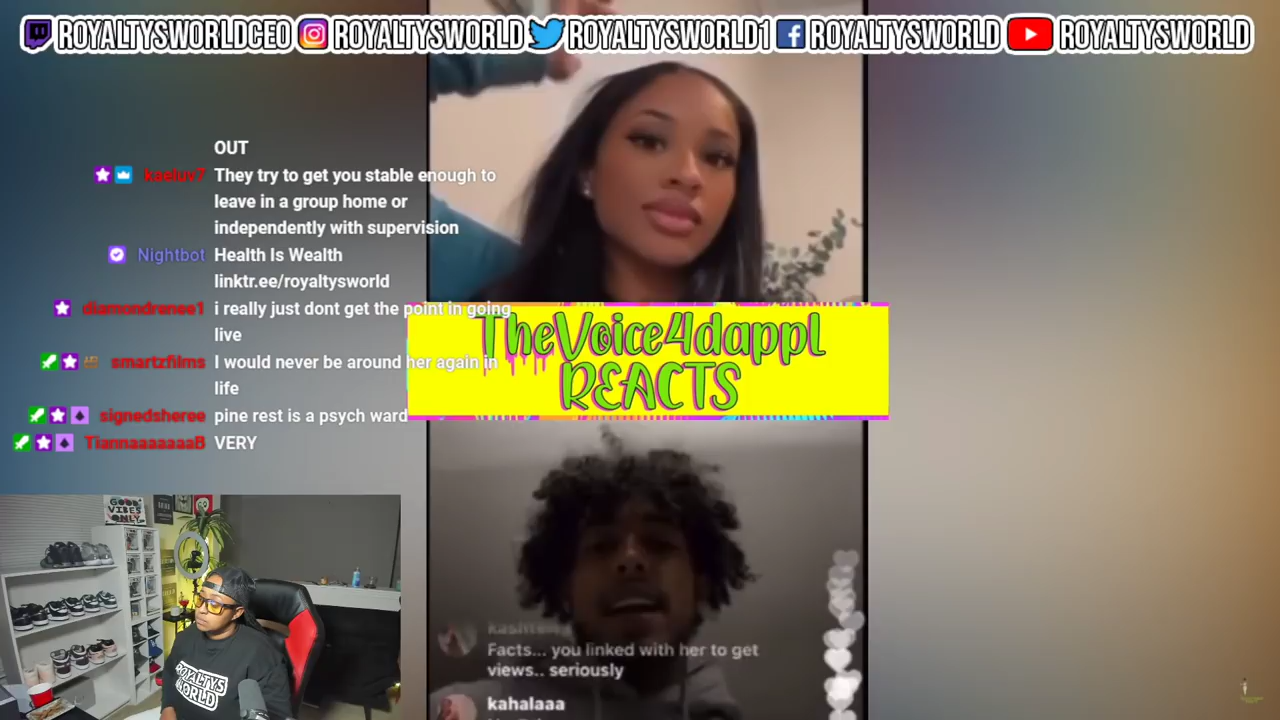 ROYALTYSWORLDCEO ROYALTYSWORLD ROYALTYSWORLD1 ROYALTYSWORLD ROYALTYSWORLD
OUT
kaeluv7 They try to get you stable enough to
leave in a group home or
independently with supervision
Nightbot Health Is Wealth
linktr.ee/royaltysworld
diamondrenee1 i really just dont get the point in going
live
smartzfilms I would never be around her again in
life
signedsheree pine rest is a psych ward
TiannaaaaaaaB VERY
TheVoice4dappL
REACTS
GOOD
VIBES
ONLY
ROYALTYS
WORLD
Facts... you linked with her to get
views.. seriously
kahalaaa